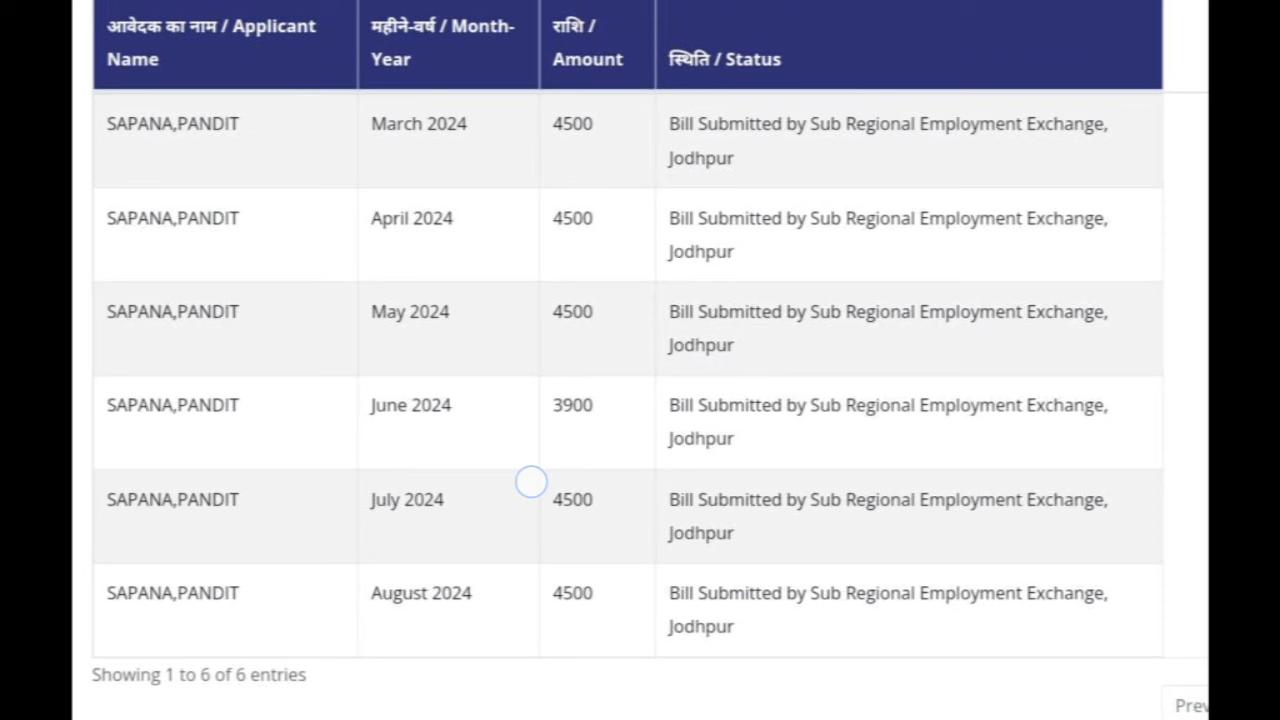 आवेदक का नाम / Applicant Name
महीने-वर्ष / Month-Year
राशि / Amount
स्थिति / Status
SAPANA,PANDIT
March 2024
4500
Bill Submitted by Sub Regional Employment Exchange,
Jodhpur
SAPANA,PANDIT
April 2024
4500
Bill Submitted by Sub Regional Employment Exchange,
Jodhpur
SAPANA,PANDIT
May 2024
4500
Bill Submitted by Sub Regional Employment Exchange,
Jodhpur
SAPANA,PANDIT
June 2024
3900
Bill Submitted by Sub Regional Employment Exchange,
Jodhpur
SAPANA,PANDIT
July 2024
4500
Bill Submitted by Sub Regional Employment Exchange,
Jodhpur
SAPANA,PANDIT
August 2024
4500
Bill Submitted by Sub Regional Employment Exchange,
Jodhpur
Showing 1 to 6 of 6 entries
Prev